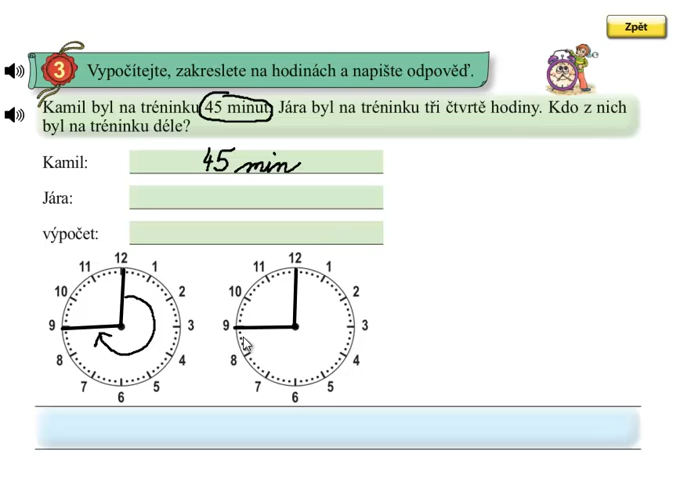 Zpět
3 Vypočítejte, zakreslete na hodinách a napište odpověď.
Kamil byl na tréninku 45 minut. Jára byl na tréninku tři čtvrtě hodiny. Kdo z nich
byl na tréninku déle?
Kamil: 45 min
Jára:
výpočet:
12 1 2 3 4 5 6 7 8 9 10 11
12 1 2 3 4 5 6 7 8 9 10 11